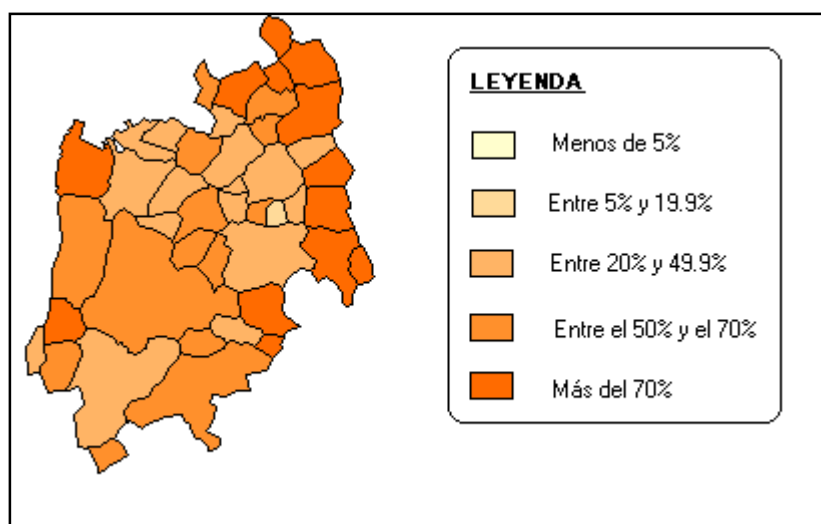 LEYENDA
Menos de 5%
Entre 5% y 19.9%
Entre 20% y 49.9%
Entre el 50% y el 70%
Más del 70%